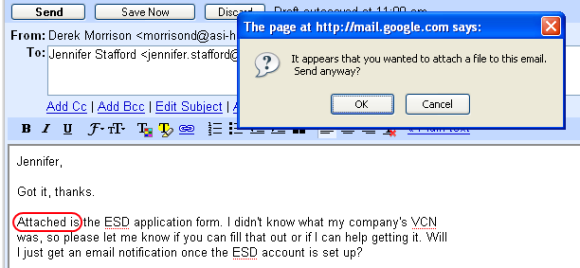 Send Save Now Discard Draft autosaved at 11:00 am
The page at http://mail.google.com says:
From: Derek Morrison <morrisond@asi-h
It appears that you wanted to attach a file to this email.
Send anyway?
To: Jennifer Stafford <jennifer.stafford@
OK Cancel
Add Cc | Add Bcc | Edit Subject |
B I U Plain text
Jennifer,
Got it, thanks.
Attached is the ESD application form. I didn't know what my company's VCN
was, so please let me know if you can fill that out or if I can help getting it. Will
I just get an email notification once the ESD account is set up?